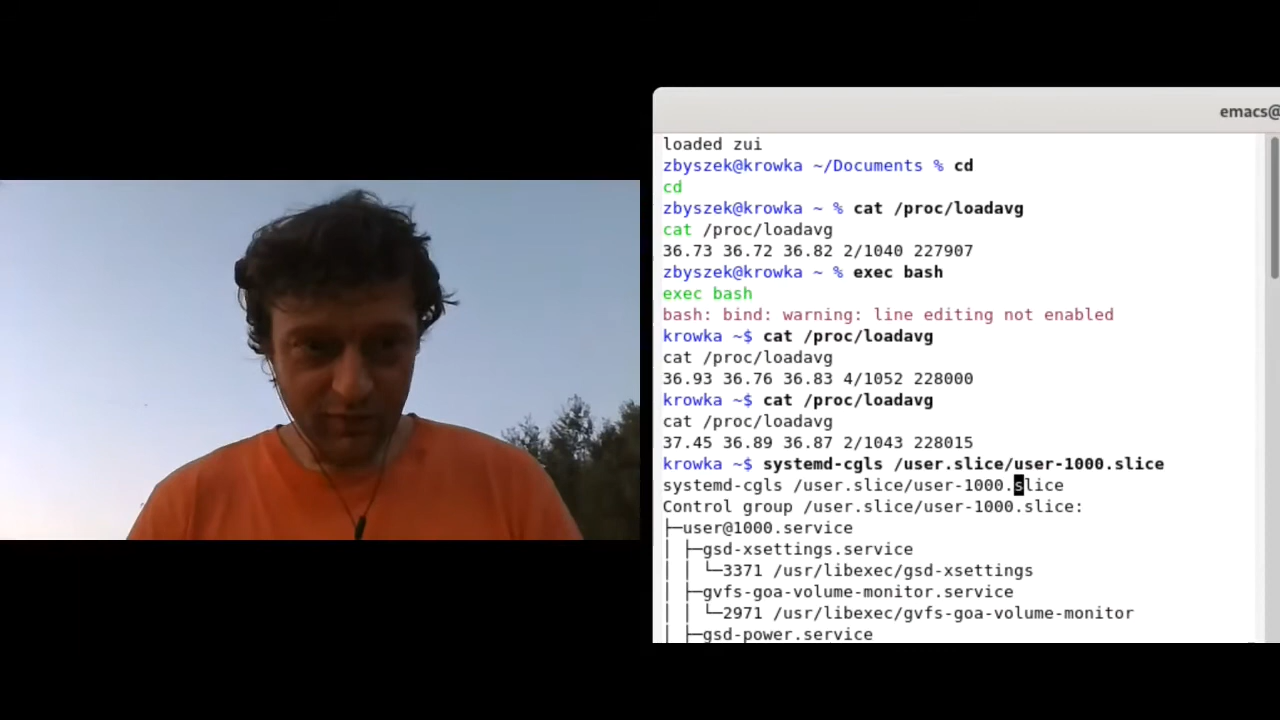 emacs@
loaded zui
zbyszek@krowka ~/Documents % cd
cd
zbyszek@krowka ~ % cat /proc/loadavg
cat /proc/loadavg
36.73 36.72 36.82 2/1040 227907
zbyszek@krowka ~ % exec bash
exec bash
bash: bind: warning: line editing not enabled
krowka ~$ cat /proc/loadavg
cat /proc/loadavg
36.93 36.76 36.83 4/1052 228000
krowka ~$ cat /proc/loadavg
cat /proc/loadavg
37.45 36.89 36.87 2/1043 228015
krowka ~$ systemd-cgls /user.slice/user-1000.slice
systemd-cgls /user.slice/user-1000.slice
Control group /user.slice/user-1000.slice:
├─user@1000.service
│ ├─gsd-xsettings.service
│ │ └─3371 /usr/libexec/gsd-xsettings
│ ├─gvfs-goa-volume-monitor.service
│ │ └─2971 /usr/libexec/gvfs-goa-volume-monitor
│ ├─gsd-power.service